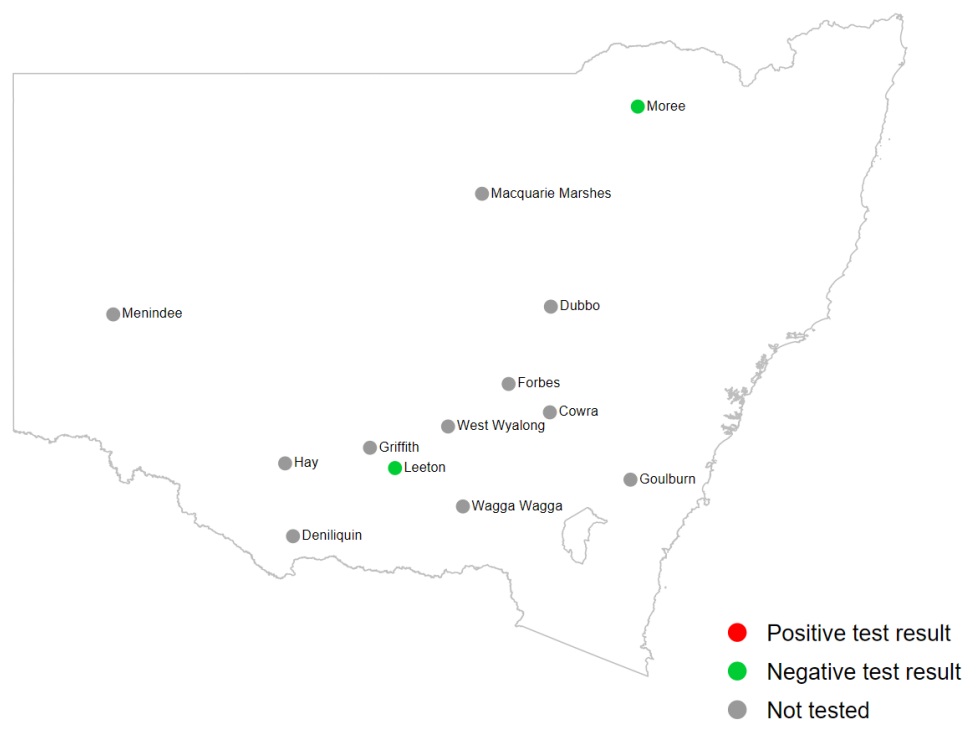 Moree
Macquarie Marshes
Dubbo
Menindee
Forbes
Cowra
West Wyalong
Griffith
Hay
Leeton
Goulburn
Wagga Wagga
Deniliquin
Positive test result
Negative test result
Not tested